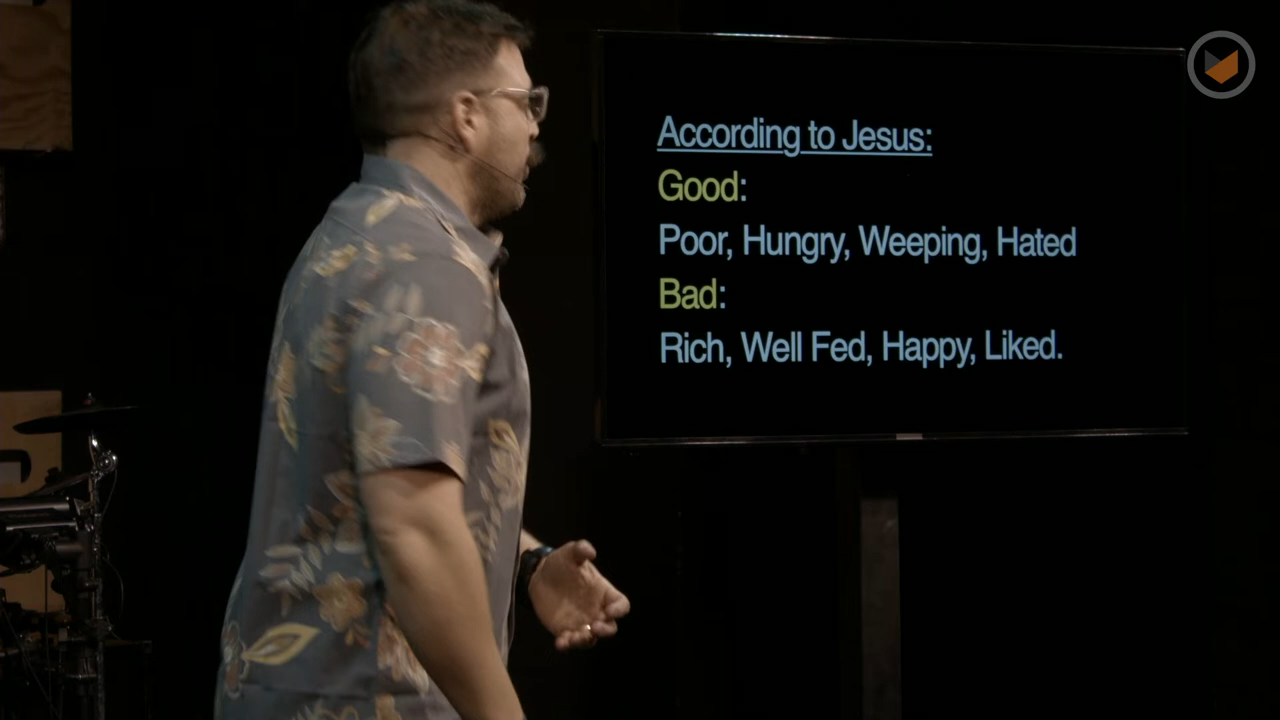 According to Jesus:
Good:
Poor, Hungry, Weeping, Hated
Bad:
Rich, Well Fed, Happy, Liked.